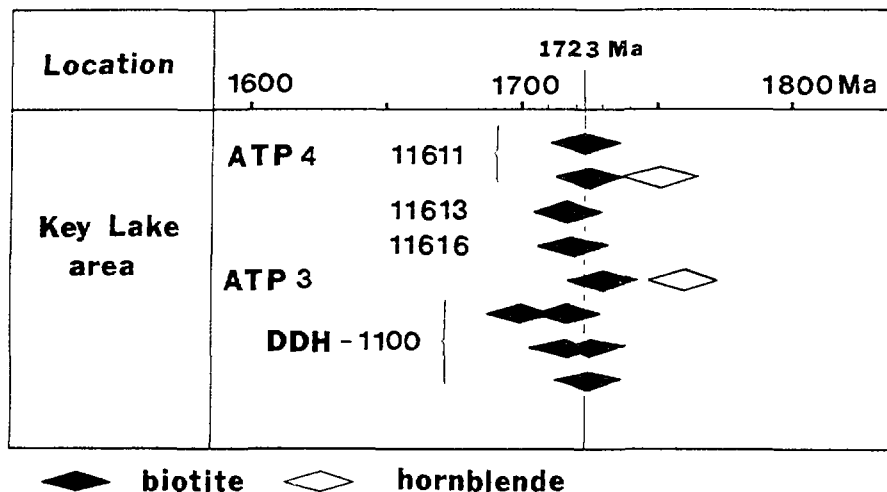 Location
1723 Ma
1600 1700 1800 Ma
ATP 4 11611
11613
Key Lake
area
11616
ATP 3
DDH - 1100
biotite hornblende